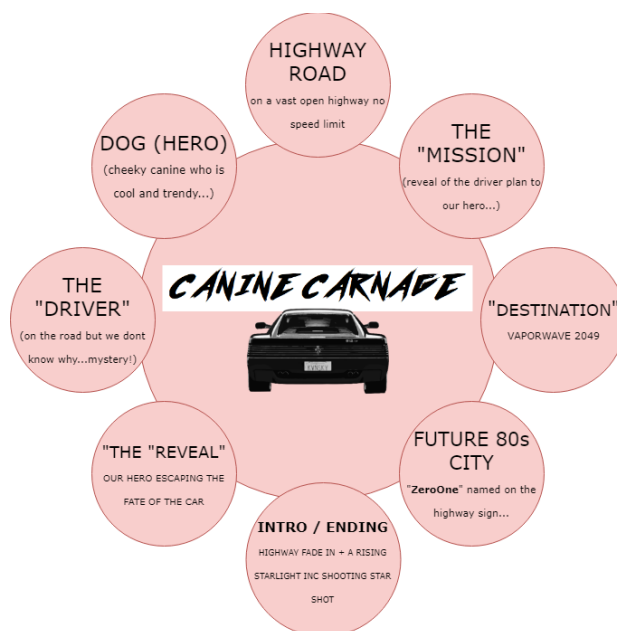 HIGHWAY
ROAD
on a vast open highway no
speed limit
THE
"MISSION"
(reveal of the driver plan to
our hero...)
"DESTINATION"
VAPORWAVE 2049
FUTURE 80s
CITY
"ZeroOne" named on the
highway sign...
INTRO / ENDING
HIGHWAY FADE IN + A RISING
STARLIGHT INC SHOOTING STAR
SHOT
"THE "REVEAL"
OUR HERO ESCAPING THE
FATE OF THE CAR
THE
"DRIVER"
(on the road but we dont
know why...mystery!)
DOG (HERO)
(cheeky canine who is
cool and trendy...)
CANINE CARNAGE